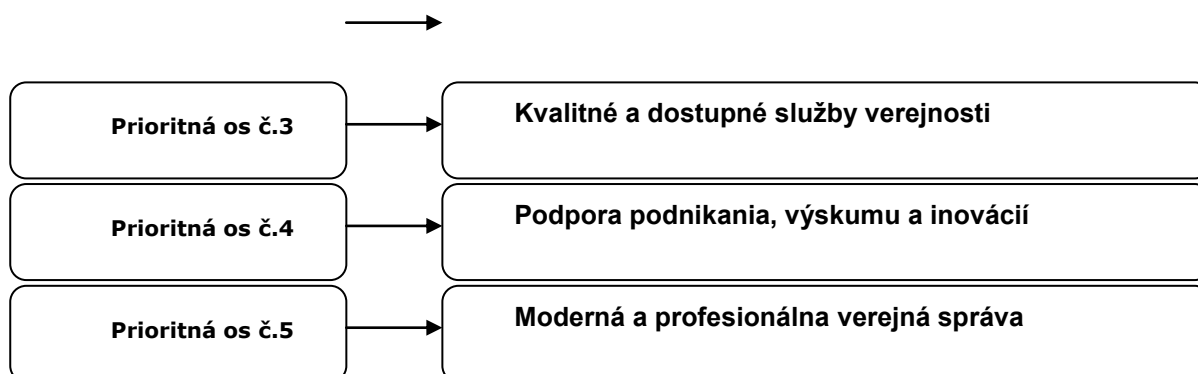 Prioritná os č.3
Kvalitné a dostupné služby verejnosti
Prioritná os č.4
Podpora podnikania, výskumu a inovácií
Prioritná os č.5
Moderná a profesionálna verejná správa